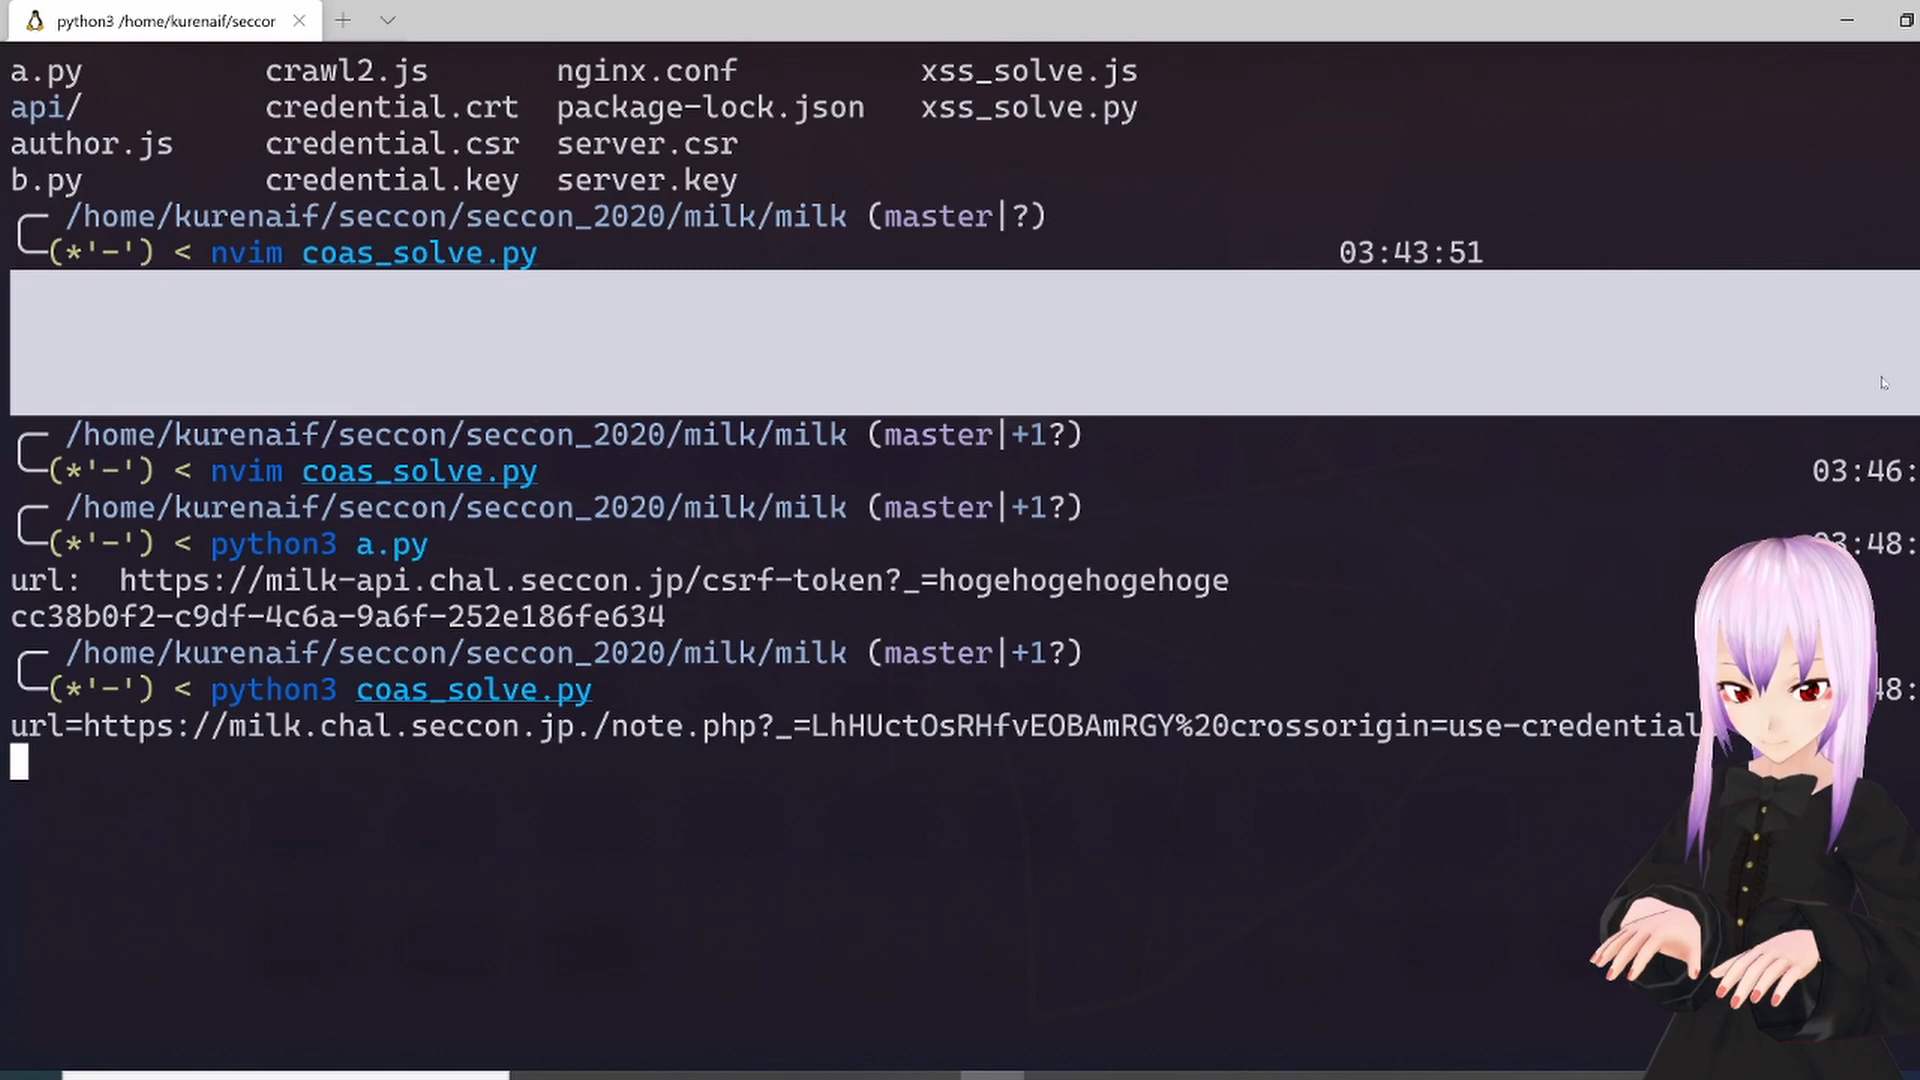 python3 /home/kurenaif/seccor
a.py crawl2.js nginx.conf xss_solve.js
api/ credential.crt package-lock.json xss_solve.py
author.js credential.csr server.csr
b.py credential.key server.key
/home/kurenaif/seccon/seccon_2020/milk/milk (master|?)
(*'-') < nvim coas_solve.py 03:43:51
/home/kurenaif/seccon/seccon_2020/milk/milk (master|+1?)
(*'-') < nvim coas_solve.py 03:46:
/home/kurenaif/seccon/seccon_2020/milk/milk (master|+1?)
(*'-') < python3 a.py 03:48:
url:  https://milk-api.chal.seccon.jp/csrf-token?_=hogehogehogehoge
cc38b0f2-c9df-4c6a-9a6f-252e186fe634
/home/kurenaif/seccon/seccon_2020/milk/milk (master|+1?)
(*'-') < python3 coas_solve.py 48:
url=https://milk.chal.seccon.jp./note.php?_=LhHUctOsRHfvEOBAmRGY%20crossorigin=use-credential